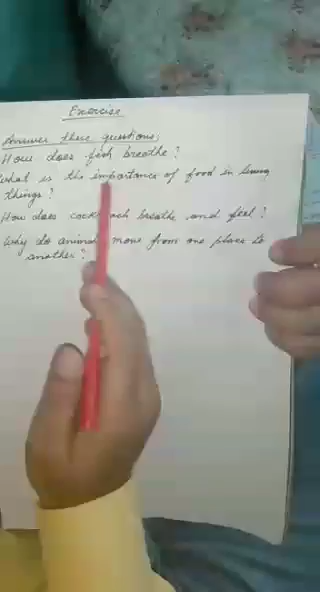 Exercise
Answer these questions;
How does fish breathe?
What is the importance of food in living
things?
How does cockroach breathe and feel?
Why do animals move from one place to
another?